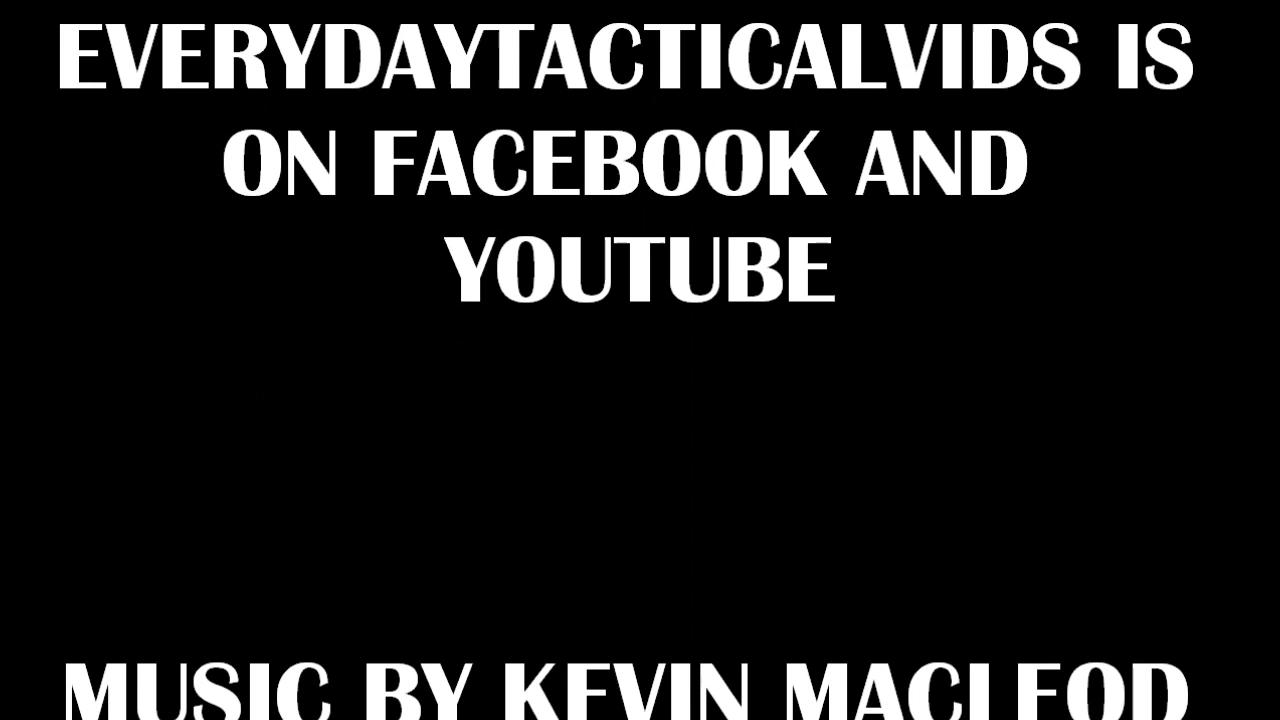 EVERYDAYTACTICALVIDS IS
ON FACEBOOK AND
YOUTUBE
MUSIC BY KEVIN MACLEOD